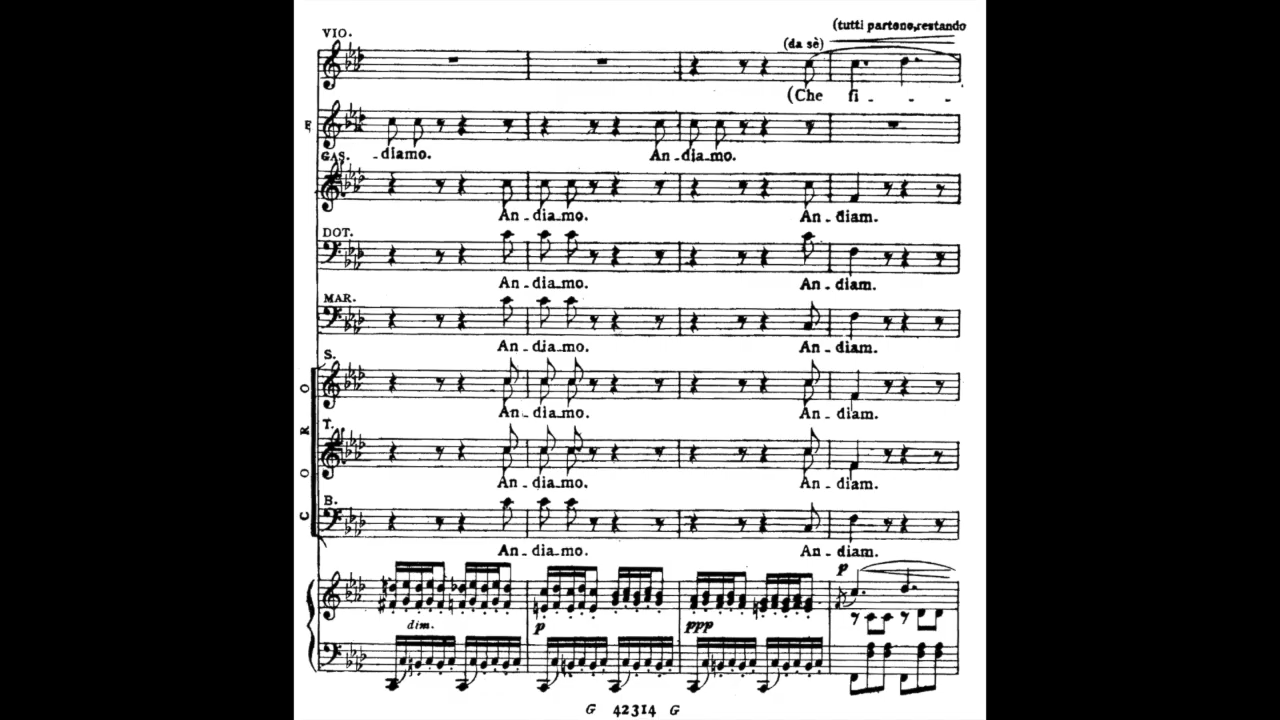 (tutti partono, restando
VIO.
(da sè)
(Che fi - - - -
F
-diamo.
An-dia-mo.
GAS.
An-dia-mo.
An-diam.
DOT.
An-dia-mo.
An-diam.
MAR.
An-dia-mo.
An-diam.
CORO
S.
An-dia-mo.
An-diam.
T.
An-dia-mo.
An-diam.
B.
An-dia-mo.
An-diam.
p
dim.
p
ppp
G 42314 G